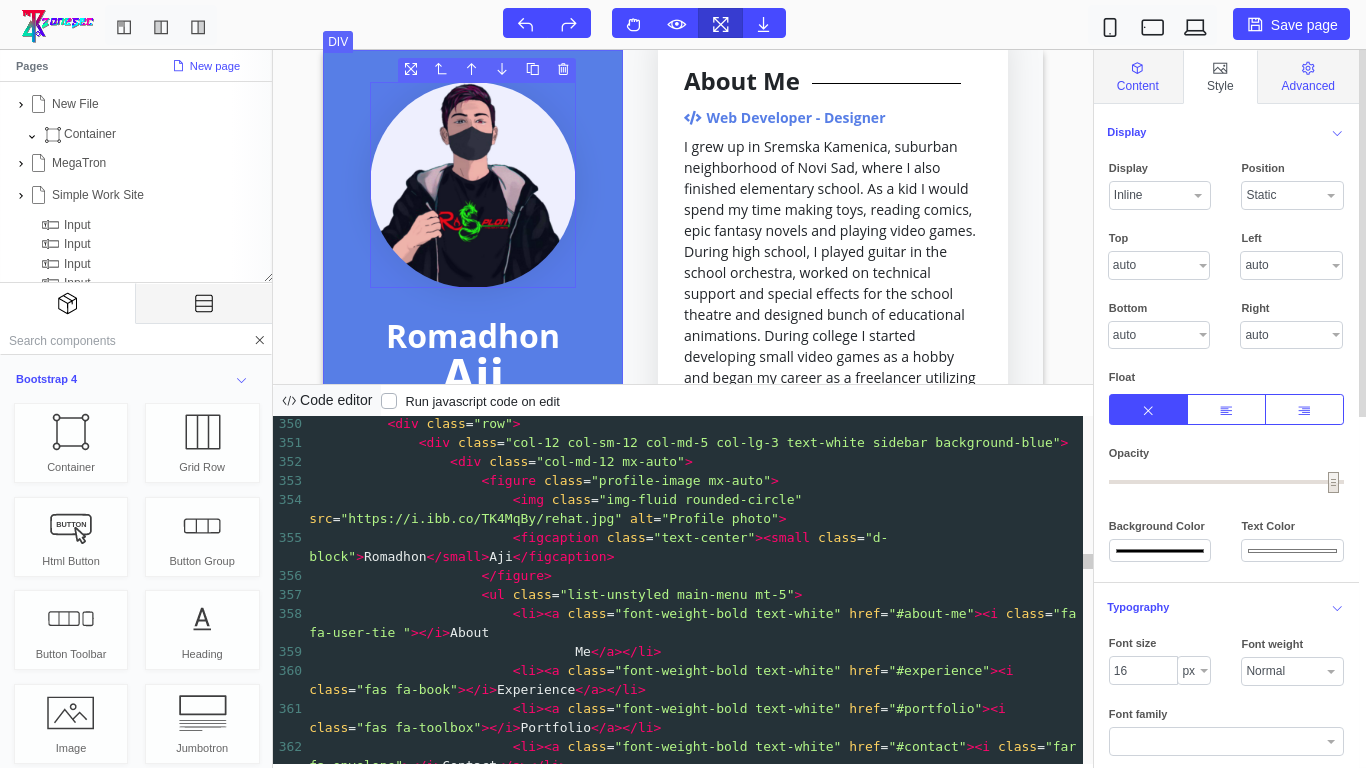 Save page
DIV
Pages
New page
New File
Container
MegaTron
Simple Work Site
Input
Input
Input
Input
Search components
Bootstrap 4
Container
Grid Row
BUTTON
Html Button
Button Group
Button Toolbar
A
Heading
Image
Jumbotron
Romadhon
Aji
About Me
Web Developer - Designer
I grew up in Sremska Kamenica, suburban
neighborhood of Novi Sad, where I also
finished elementary school. As a kid I would
spend my time making toys, reading comics,
epic fantasy novels and playing video games.
During high school, I played guitar in the
school orchestra, worked on technical
support and special effects for the school
theatre and designed bunch of educational
animations. During college I started
developing small video games as a hobby
and began my career as a freelancer utilizing
Code editor
Run javascript code on edit
350 <div class="row">
351 <div class="col-12 col-sm-12 col-md-5 col-lg-3 text-white sidebar background-blue">
352 <div class="col-md-12 mx-auto">
353 <figure class="profile-image mx-auto">
354 <img class="img-fluid rounded-circle"
src="https://i.ibb.co/TK4MqBy/rehat.jpg" alt="Profile photo">
355 <figcaption class="text-center"><small class="d-
block">Romadhon</small>Aji</figcaption>
356 </figure>
357 <ul class="list-unstyled main-menu mt-5">
358 <li><a class="font-weight-bold text-white" href="#about-me"><i class="fa
fa-user-tie "></i>About
359 Me</a></li>
360 <li><a class="font-weight-bold text-white" href="#experience"><i
class="fas fa-book"></i>Experience</a></li>
361 <li><a class="font-weight-bold text-white" href="#portfolio"><i
class="fas fa-toolbox"></i>Portfolio</a></li>
362 <li><a class="font-weight-bold text-white" href="#contact"><i class="far
fa-envelope"></i>Contact</a></li>
Content
Style
Advanced
Display
Display
Position
Inline
Static
Top
Left
auto
auto
Bottom
Right
auto
auto
Float
Opacity
Background Color
Text Color
Typography
Font size
Font weight
16
px
Normal
Font family